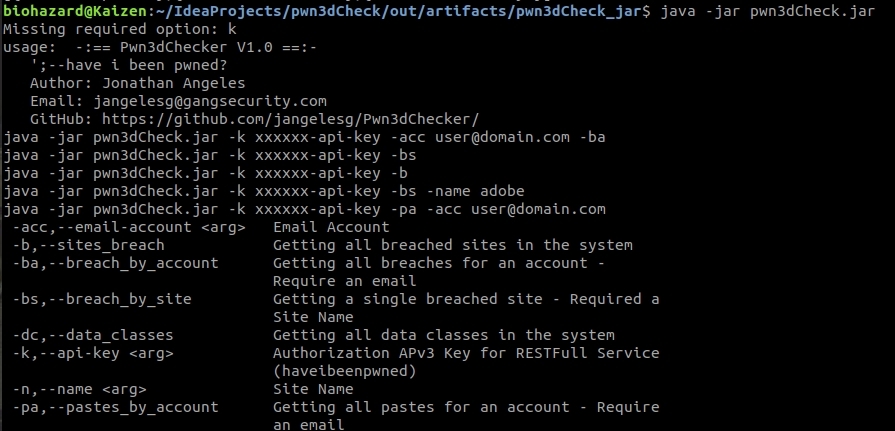 biohazard@Kaizen:~/IdeaProjects/pwn3dCheck/out/artifacts/pwn3dCheck_jar$ java -jar pwn3dCheck.jar
Missing required option: k
usage:  -:== Pwn3dChecker V1.0 ==:-
   ';--have i been pwned?
   Author: Jonathan Angeles
   Email: jangelesg@gangsecurity.com
   GitHub: https://github.com/jangelesg/Pwn3dChecker/
java -jar pwn3dCheck.jar -k xxxxxx-api-key -acc user@domain.com -ba
java -jar pwn3dCheck.jar -k xxxxxx-api-key -bs
java -jar pwn3dCheck.jar -k xxxxxx-api-key -b
java -jar pwn3dCheck.jar -k xxxxxx-api-key -bs -name adobe
java -jar pwn3dCheck.jar -k xxxxxx-api-key -pa -acc user@domain.com
 -acc,--email-account <arg>   Email Account
 -b,--sites_breach            Getting all breached sites in the system
 -ba,--breach_by_account      Getting all breaches for an account -
                              Require an email
 -bs,--breach_by_site         Getting a single breached site - Required a
                              Site Name
 -dc,--data_classes           Getting all data classes in the system
 -k,--api-key <arg>           Authorization APv3 Key for RESTFull Service
                              (haveibeenpwned)
 -n,--name <arg>              Site Name
 -pa,--pastes_by_account      Getting all pastes for an account - Require
                              an email